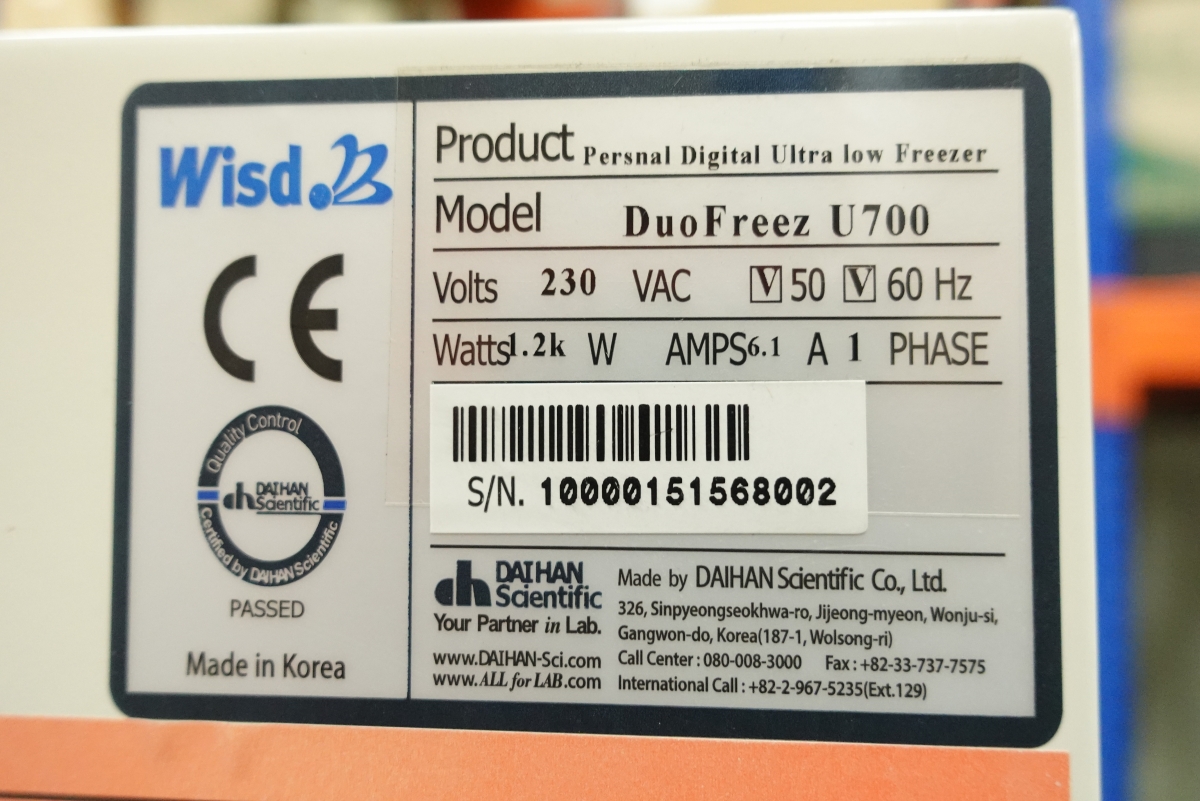 Wisd.
CE
Quality Control
dh DAIHAN
Scientific
Certified by DAIHAN Scientific
PASSED
Made in Korea
Product Persnal Digital Ultra low Freezer
Model DuoFreez U700
Volts 230 VAC V 50 V 60 Hz
Watts 1.2k W AMPS 6.1 A 1 PHASE
S/N. 10000151568002
dh DAIHAN
Scientific
Your Partner in Lab.
www.DAIHAN-Sci.com
www.ALL for LAB.com
Made by DAIHAN Scientific Co., Ltd.
326, Sinpyeongseokhwa-ro, Jijeong-myeon, Wonju-si,
Gangwon-do, Korea(187-1, Wolsong-ri)
Call Center : 080-008-3000 Fax : +82-33-737-7575
International Call : +82-2-967-5235(Ext.129)